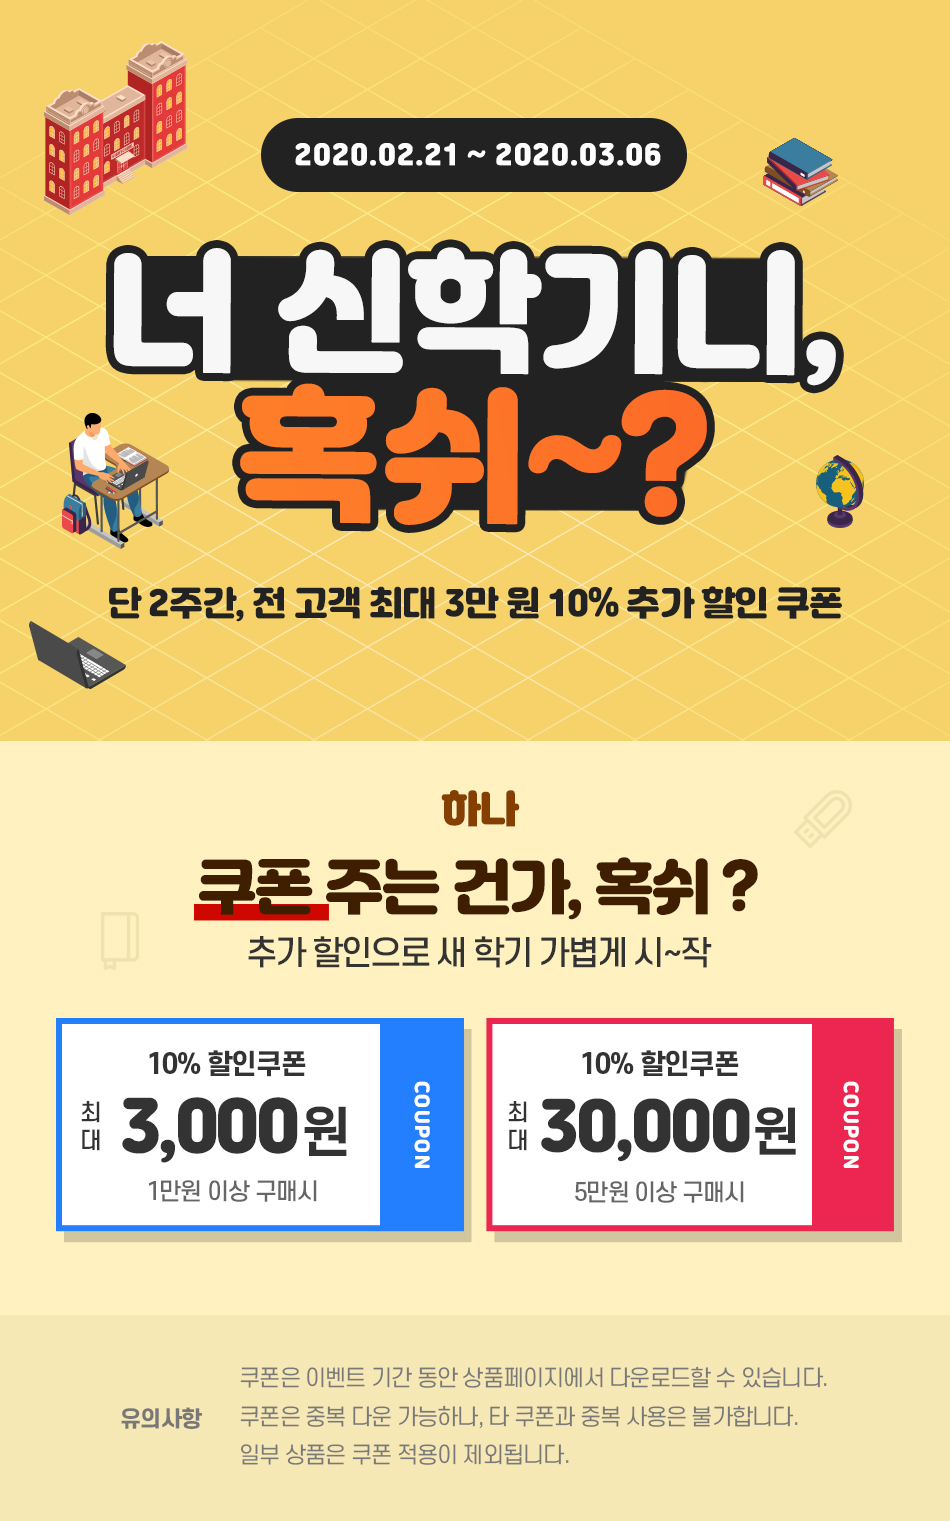 2020.02.21 ~ 2020.03.06
너 신학기니,
혹쉬~?
단 2주간, 전 고객 최대 3만 원 10% 추가 할인 쿠폰
하나
쿠폰 주는 건가, 혹쉬 ?
추가 할인으로 새 학기 가볍게 시~작
10% 할인쿠폰
최대 3,000원
1만원 이상 구매시
COUPON
10% 할인쿠폰
최대 30,000원
5만원 이상 구매시
COUPON
유의사항
쿠폰은 이벤트 기간 동안 상품페이지에서 다운로드할 수 있습니다.
쿠폰은 중복 다운 가능하나, 타 쿠폰과 중복 사용은 불가합니다.
일부 상품은 쿠폰 적용이 제외됩니다.